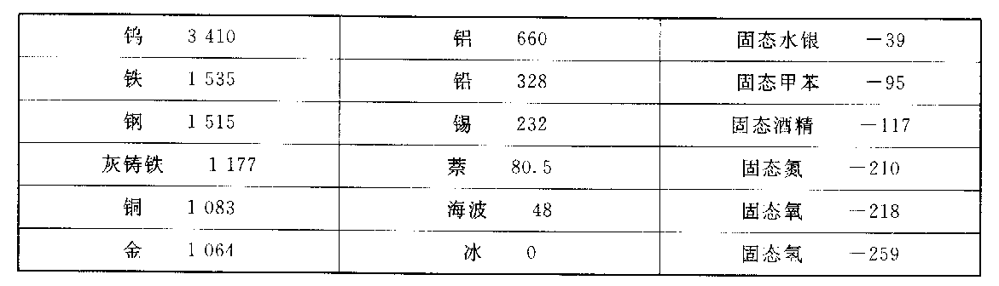 钨 3 410 铝 660 固态水银 －39
铁 1 535 铅 328 固态甲苯 －95
钢 1 515 锡 232 固态酒精 －117
灰铸铁 1 177 萘 80.5 固态氮 －210
铜 1 083 海波 48 固态氧 －218
金 1 064 冰 0 固态氢 －259